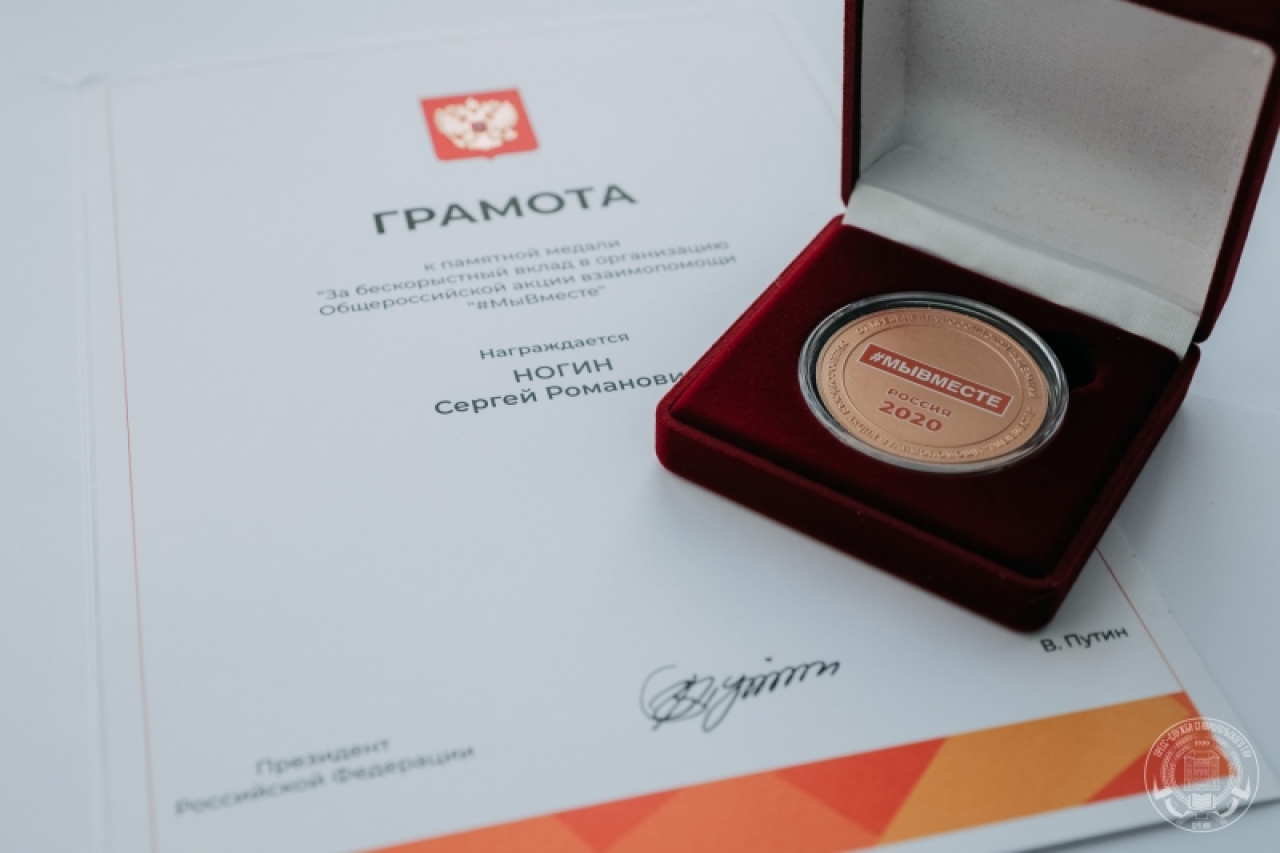 ГРАМОТА
к памятной медали
"За бескорыстный вклад в организацию
Общероссийской акции взаимопомощи
"#МыВместе"
Награждается
НОГИН
Сергей Романови
Президент
Российской Федерации
В. Путин
#МЫВМЕСТЕ
РОССИЯ
2020